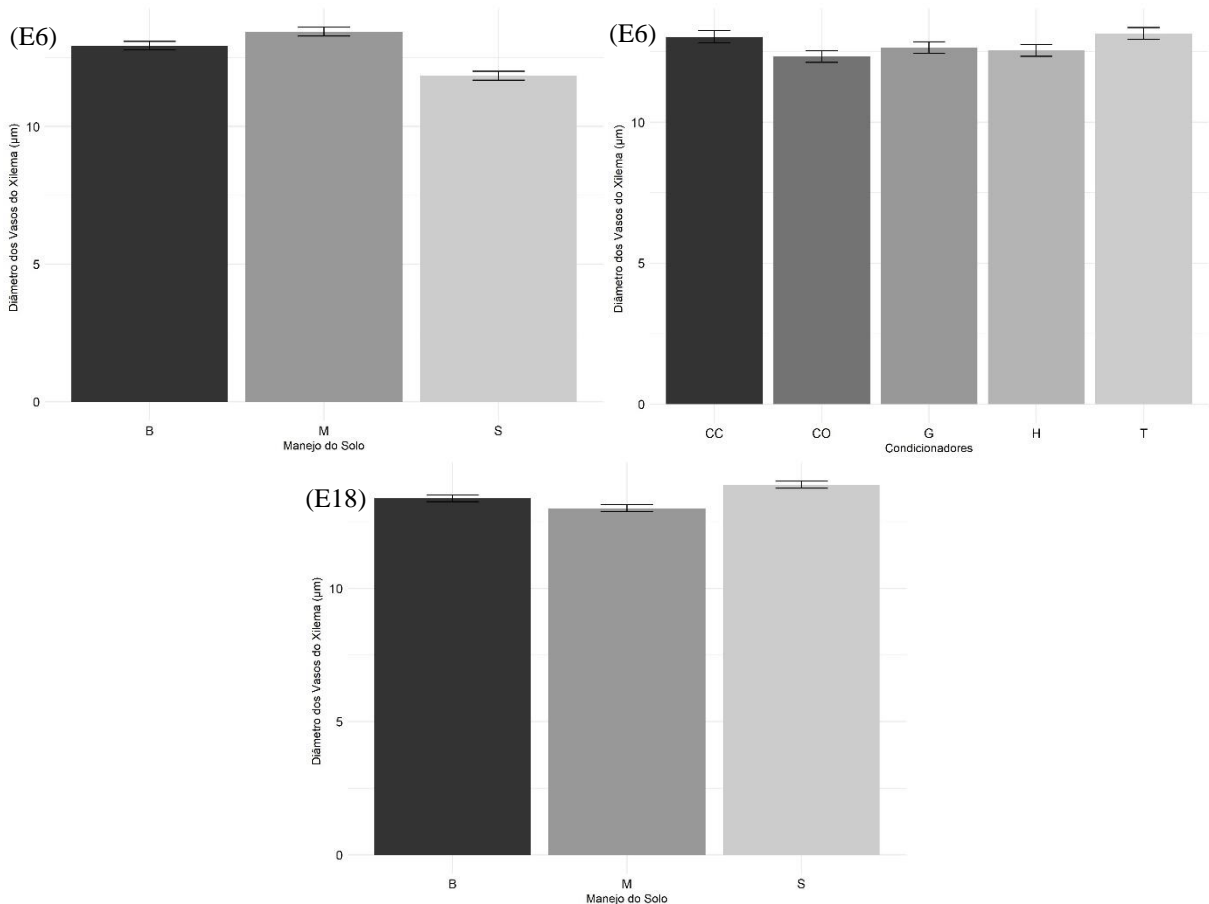 (E6)
Diâmetro dos Vasos do Xilema (µm)
10
5
0
B M S
Manejo do Solo
(E6)
Diâmetro dos Vasos do Xilema (µm)
10
5
0
CC CO G H T
Condicionadores
(E18)
Diâmetro dos Vasos do Xilema (µm)
10
5
0
B M S
Manejo do Solo